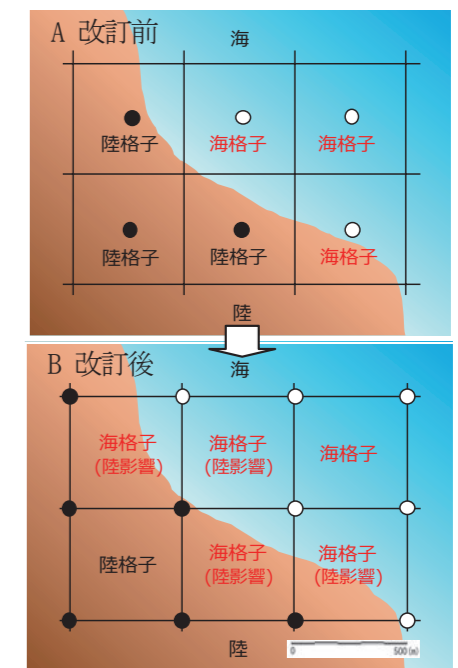 A 改訂前
海
陸格子
海格子
海格子
陸格子
陸格子
海格子
陸
B 改訂後
海
海格子
(陸影響)
海格子
(陸影響)
海格子
陸格子
海格子
(陸影響)
海格子
(陸影響)
陸
0 500(m)